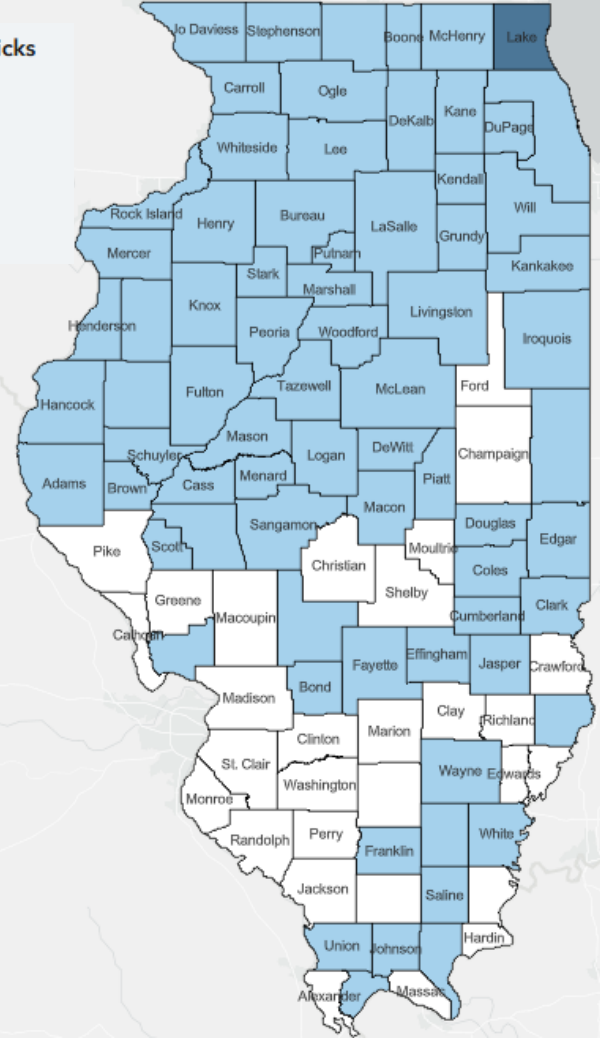 icks
Jo Daviess
Stephenson
Boone
McHenry
Lake
Carroll
Ogle
DeKalb
Kane
DuPage
Whiteside
Lee
Kendall
Will
Rock Island
Henry
Bureau
LaSalle
Grundy
Putnam
Mercer
Kankakee
Stark
Marshall
Knox
Livingston
Henderson
Peoria
Woodford
Iroquois
Fulton
Tazewell
McLean
Ford
Hancock
Mason
DeWitt
Champaign
Schuyler
Logan
Adams
Brown
Cass
Menard
Piatt
Macon
Sangamon
Douglas
Edgar
Pike
Scott
Moultrie
Christian
Coles
Shelby
Greene
Clark
Macoupin
Cumberland
Calhoun
Effingham
Fayette
Jasper
Crawford
Bond
Madison
Clay
Richland
Marion
Clinton
St. Clair
Wayne
Edwards
Washington
Monroe
Perry
White
Randolph
Franklin
Jackson
Saline
Hardin
Union
Johnson
Alexander
Massac